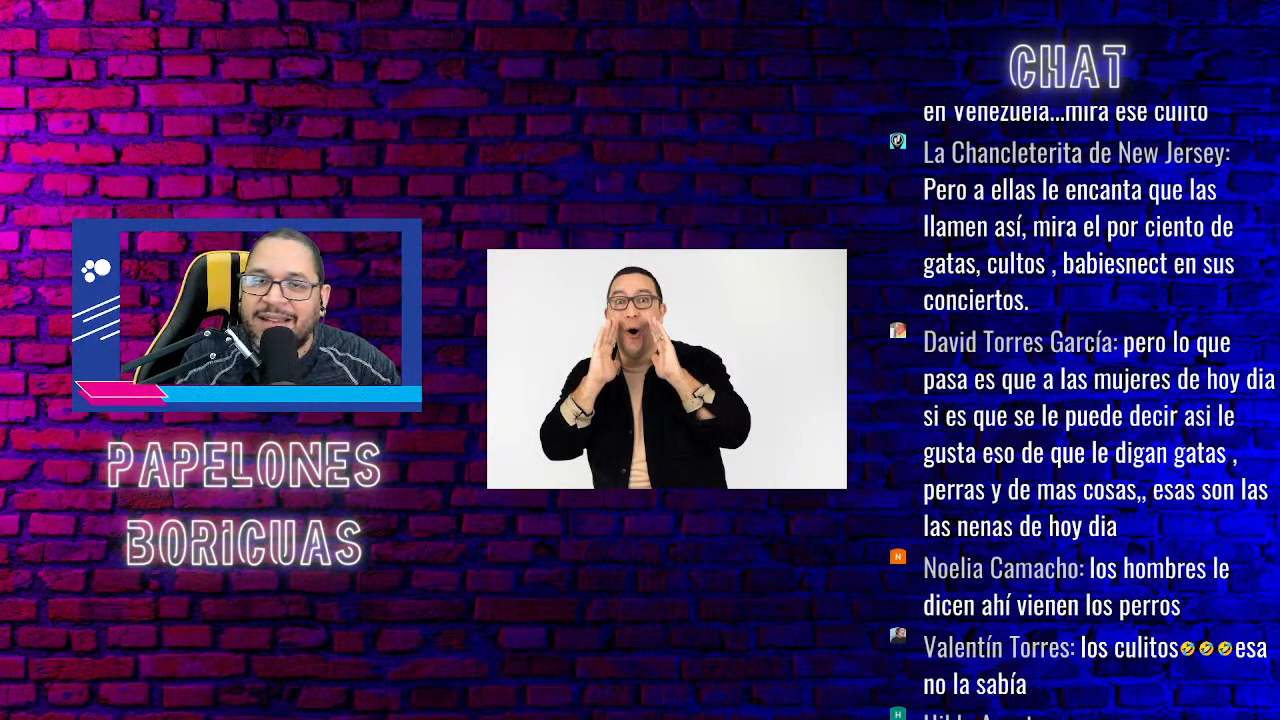 CHAT
en Venezuela...mira ese culito
La Chancleterita de New Jersey:
Pero a ellas le encanta que las
llamen así, mira el por ciento de
gatas, cultos , babiesnect en sus
conciertos.
David Torres García: pero lo que
pasa es que a las mujeres de hoy dia
si es que se le puede decir asi le
gusta eso de que le digan gatas ,
perras y de mas cosas,, esas son las
las nenas de hoy dia
N
Noelia Camacho: los hombres le
dicen ahí vienen los perros
Valentín Torres: los culitos🤣🤣🤣esa
no la sabía
H
PAPELONES
BORICUAS